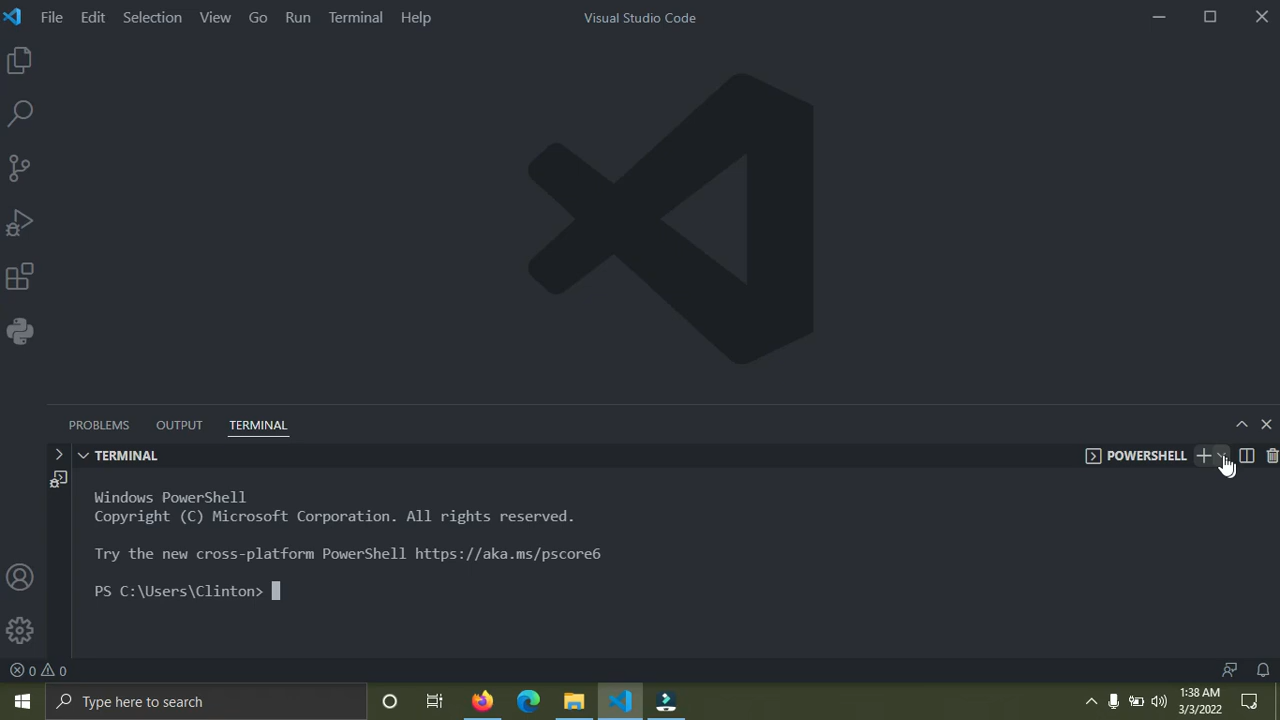 File Edit Selection View Go Run Terminal Help Visual Studio Code
PROBLEMS OUTPUT TERMINAL
TERMINAL POWERSHELL
Windows PowerShell
Copyright (C) Microsoft Corporation. All rights reserved.
Try the new cross-platform PowerShell https://aka.ms/pscore6
PS C:\Users\Clinton>
0 0
Type here to search
1:38 AM
3/3/2022